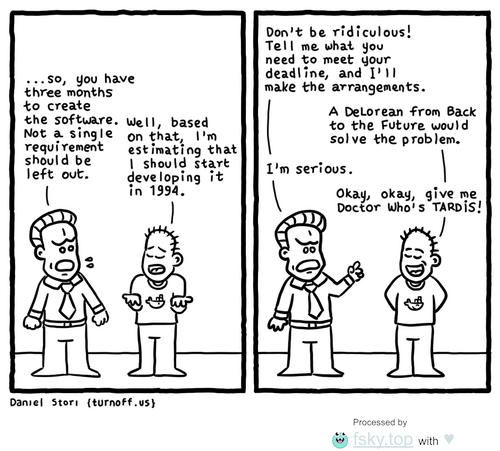 ...so, you have
three months
to create
the software.
Not a single
requirement
should be
left out.
Well, based
on that, I'm
estimating that
I should start
developing it
in 1994.
Don't be ridiculous!
Tell me what you
need to meet your
deadline, and I'll
make the arrangements.
A DeLorean from Back
to the Future would
solve the problem.
I'm serious.
Okay, okay, give me
Doctor Who's TARDiS!
Daniel Stori {turnoff.us}
Processed by
fsky.top with ♥